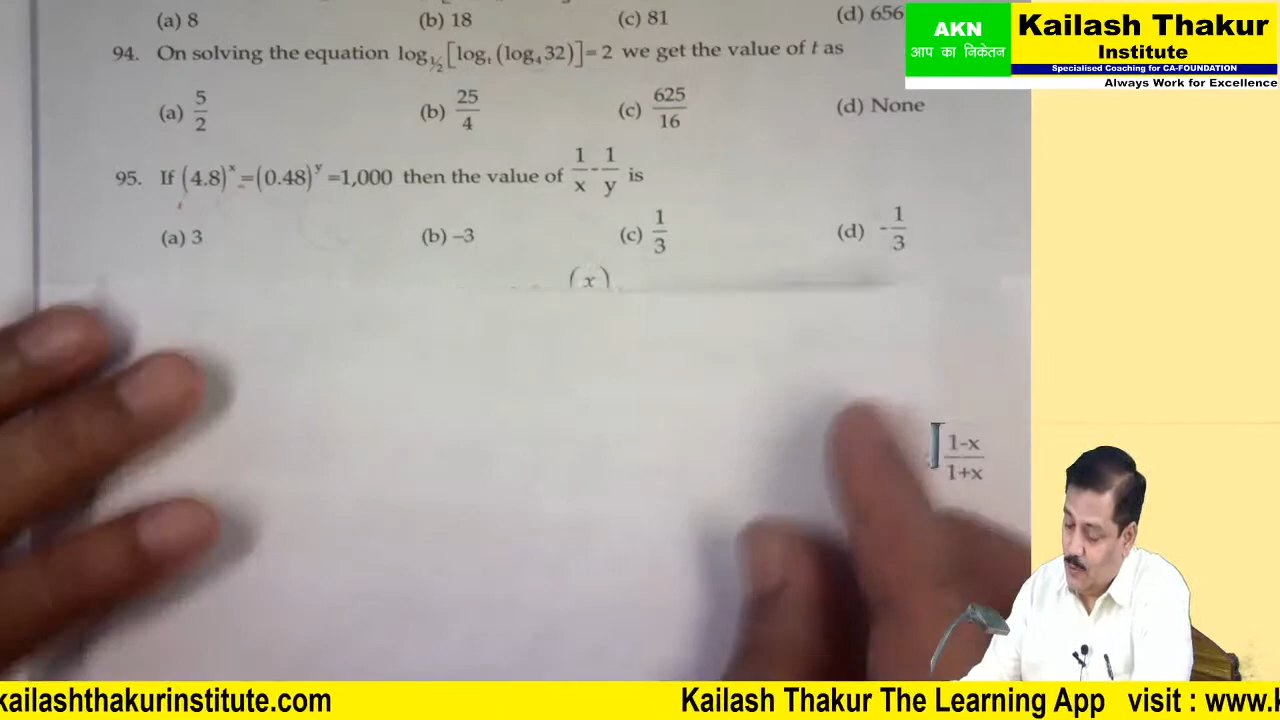 (a) 8 (b) 18 (c) 81 (d) 656
94. On solving the equation log₁/₂[logₜ(log₄32)]=2 we get the value of t as
(a) 5/2 (b) 25/4 (c) 625/16 (d) None
95. If (4.8)ˣ=(0.48)ʸ=1,000 then the value of 1/x - 1/y is
(a) 3 (b) –3 (c) 1/3 (d) -1/3
(x)
1-x/1+x
AKN
आप का निकेतन
Kailash Thakur
Institute
Specialised Coaching for CA-FOUNDATION
Always Work for Excellence
kailashthakurinstitute.com Kailash Thakur The Learning App visit : www.k